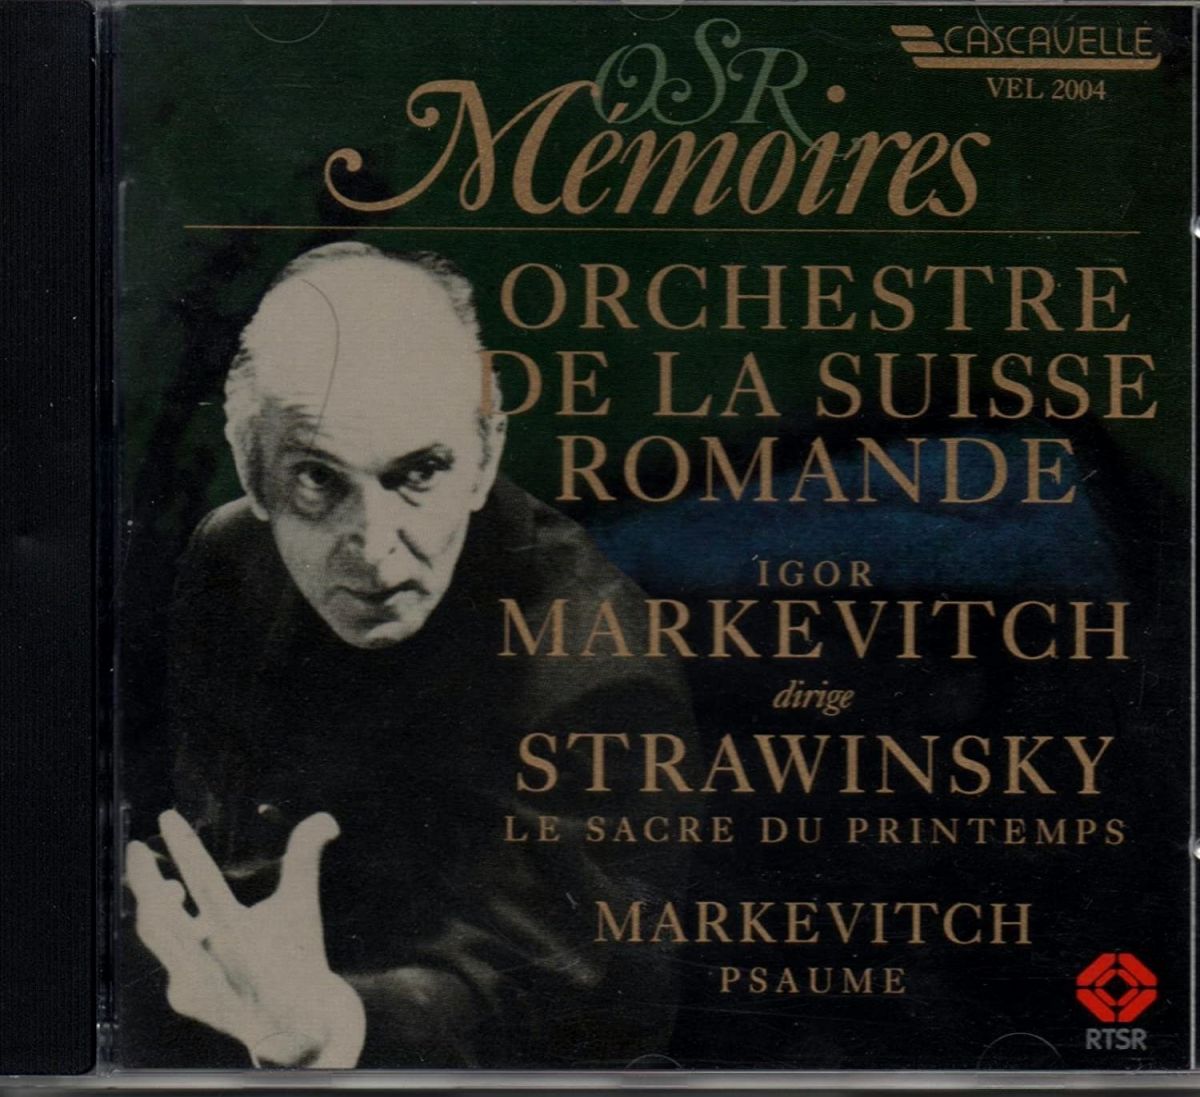 CASCAVELLE
VEL 2004
OSR
Mémoires
ORCHESTRE
DE LA SUISSE
ROMANDE
IGOR
MARKEVITCH
dirige
STRAWINSKY
LE SACRE DU PRINTEMPS
MARKEVITCH
PSAUME
RTSR